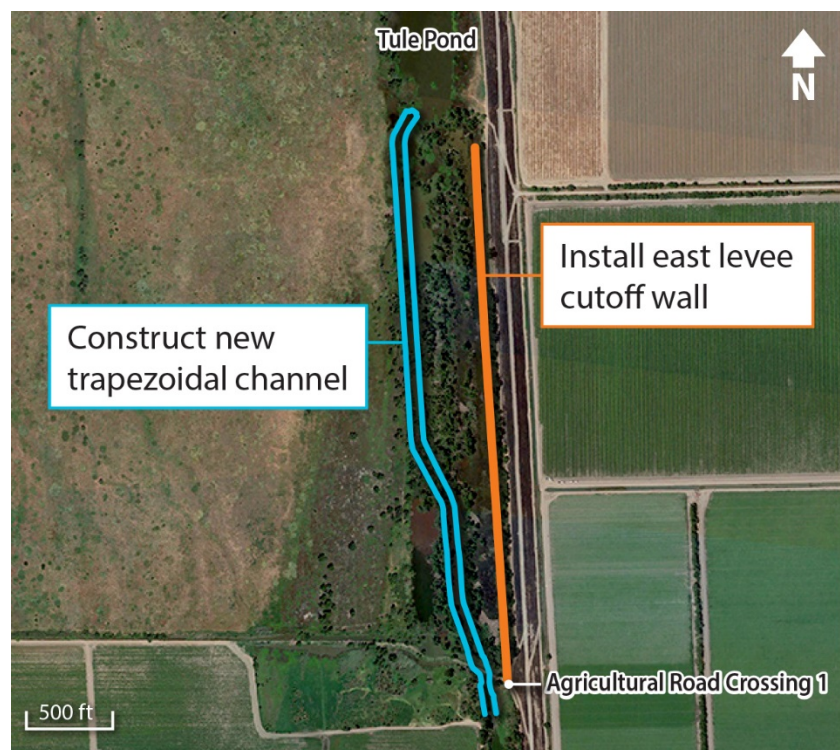 Tule Pond
N
Install east levee
cutoff wall
Construct new
trapezoidal channel
Agricultural Road Crossing 1
500 ft